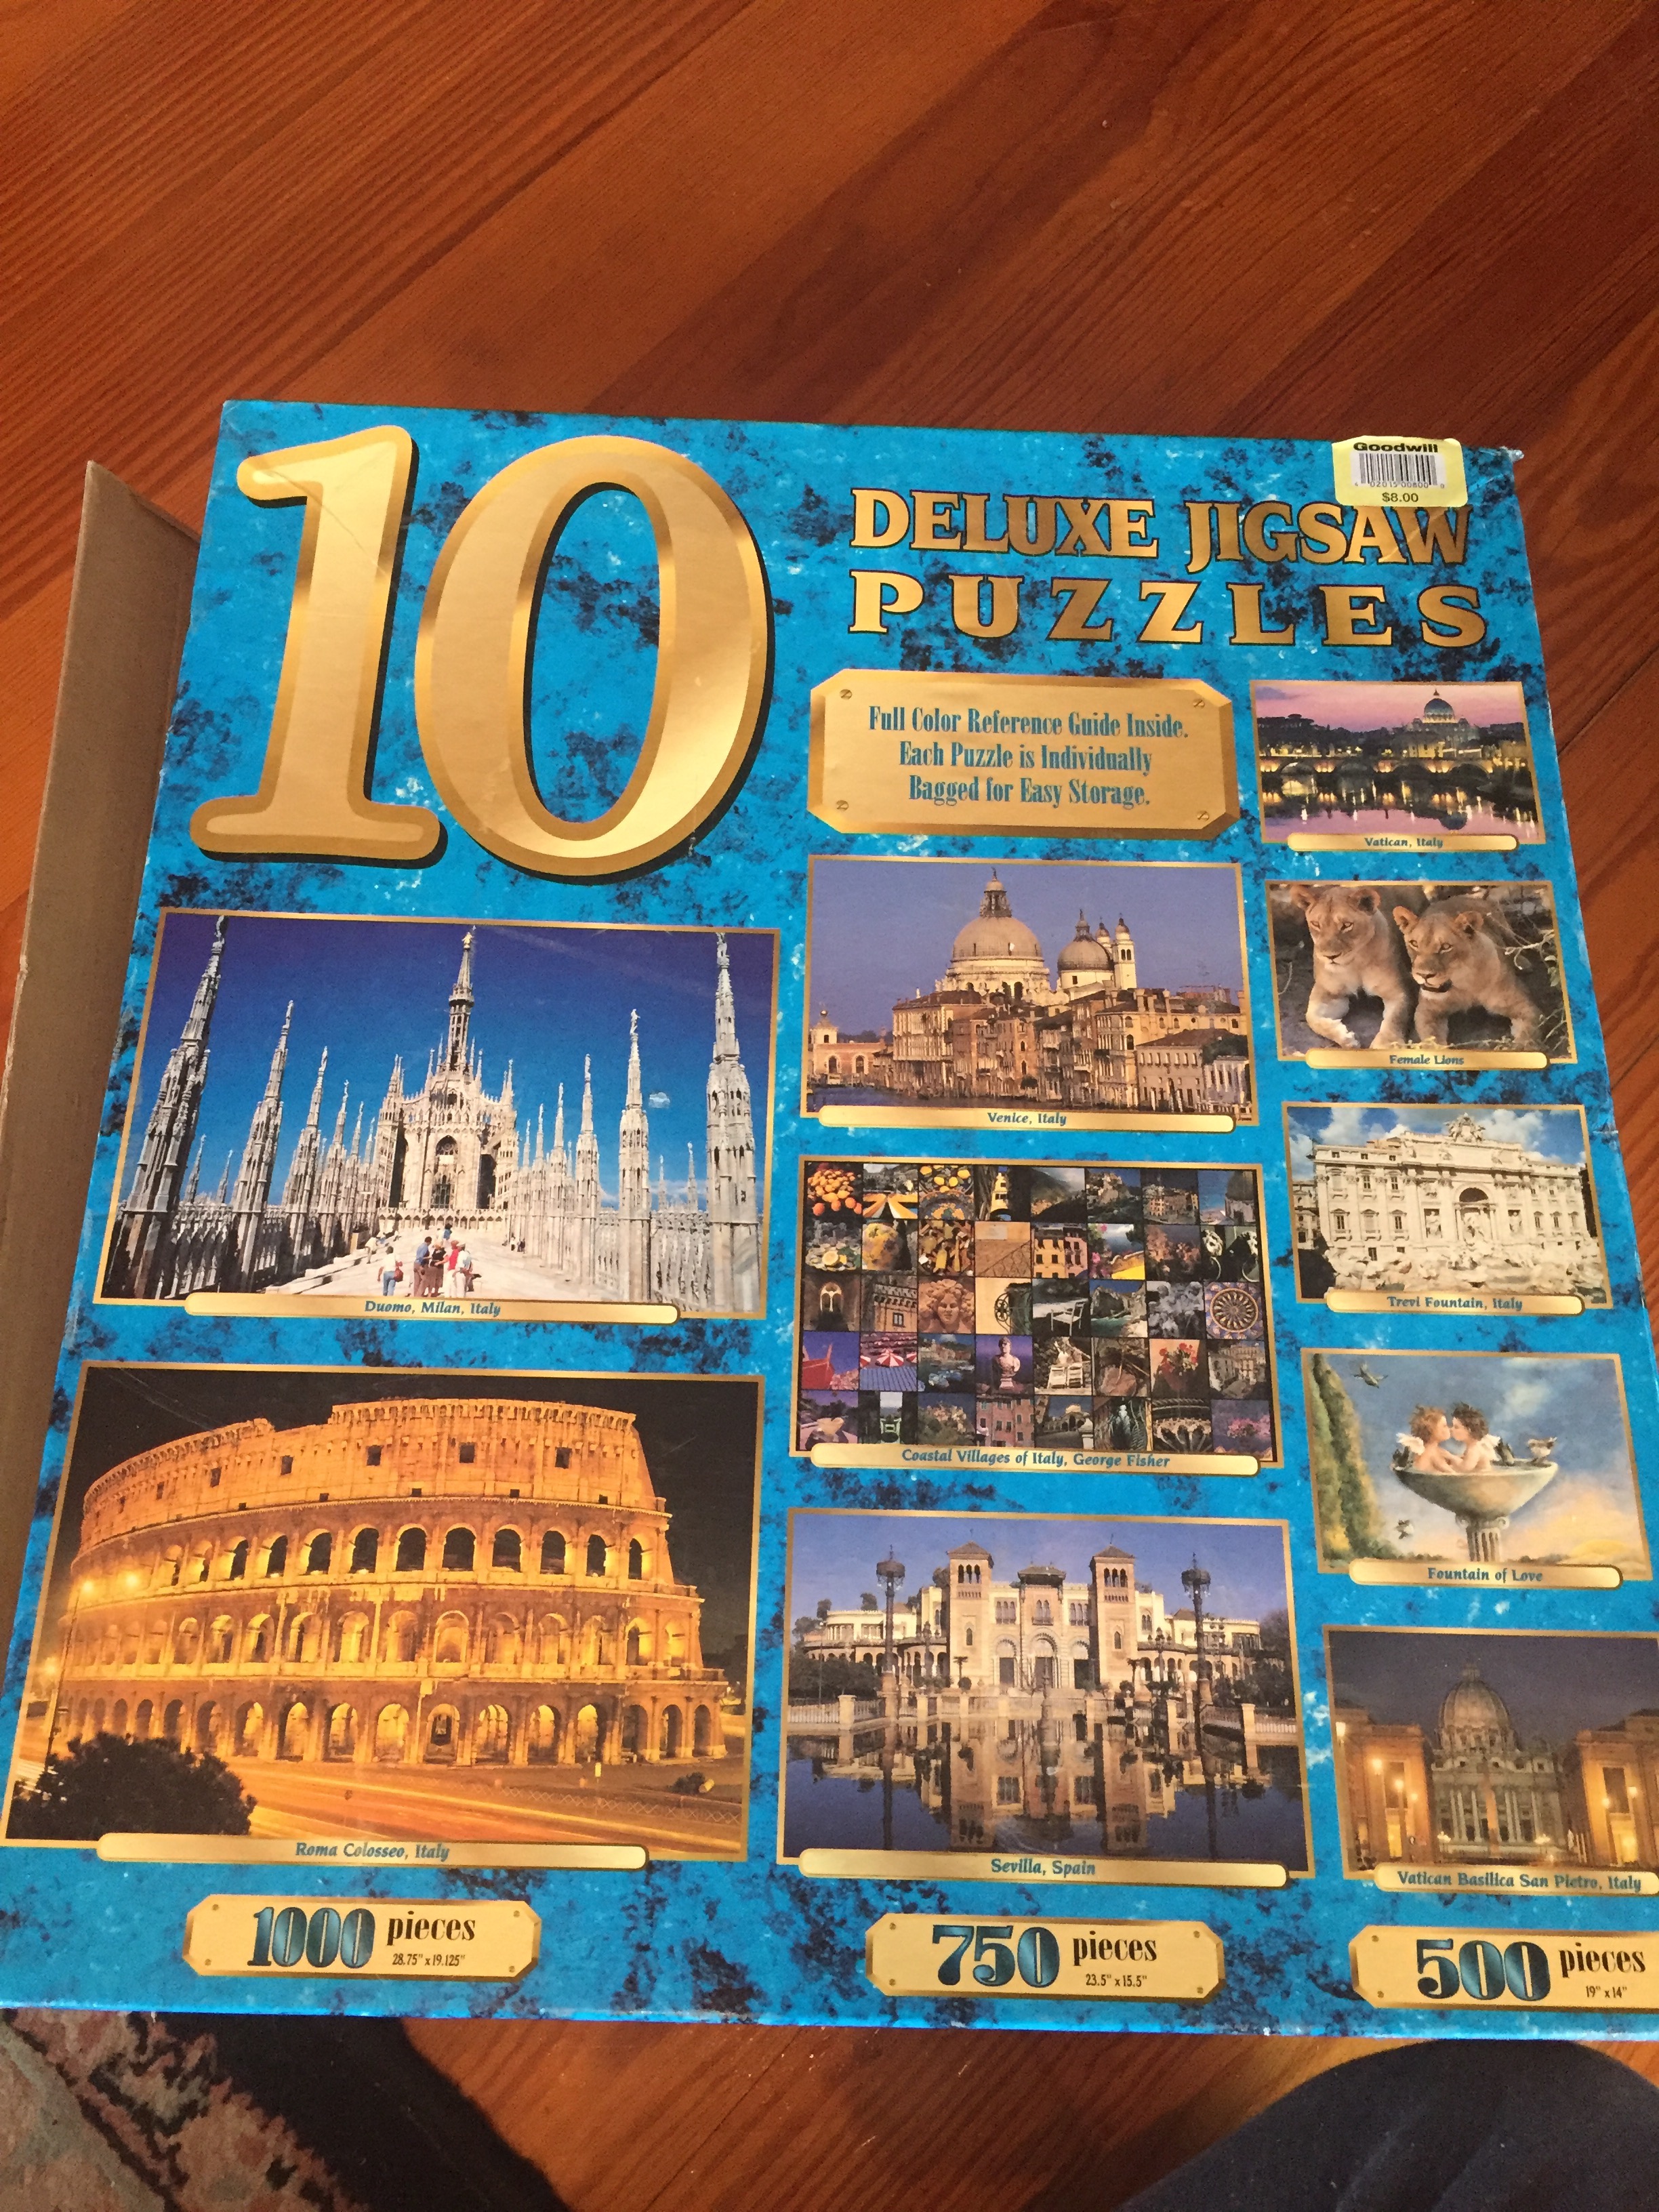 10
DELUXE JIGSAW
PUZZLES
Goodwill
$8.00
Full Color Reference Guide Inside.
Each Puzzle is Individually
Bagged for Easy Storage.
Vatican, Italy
Female Lions
Venice, Italy
Trevi Fountain, Italy
Duomo, Milan, Italy
Coastal Villages of Italy, George Fisher
Fountain of Love
Roma Colosseo, Italy
Sevilla, Spain
Vatican Basilica San Pietro, Italy
1000 pieces
28.75" x 19.125"
750 pieces
23.5" x 15.5"
500 pieces
19" x 14"